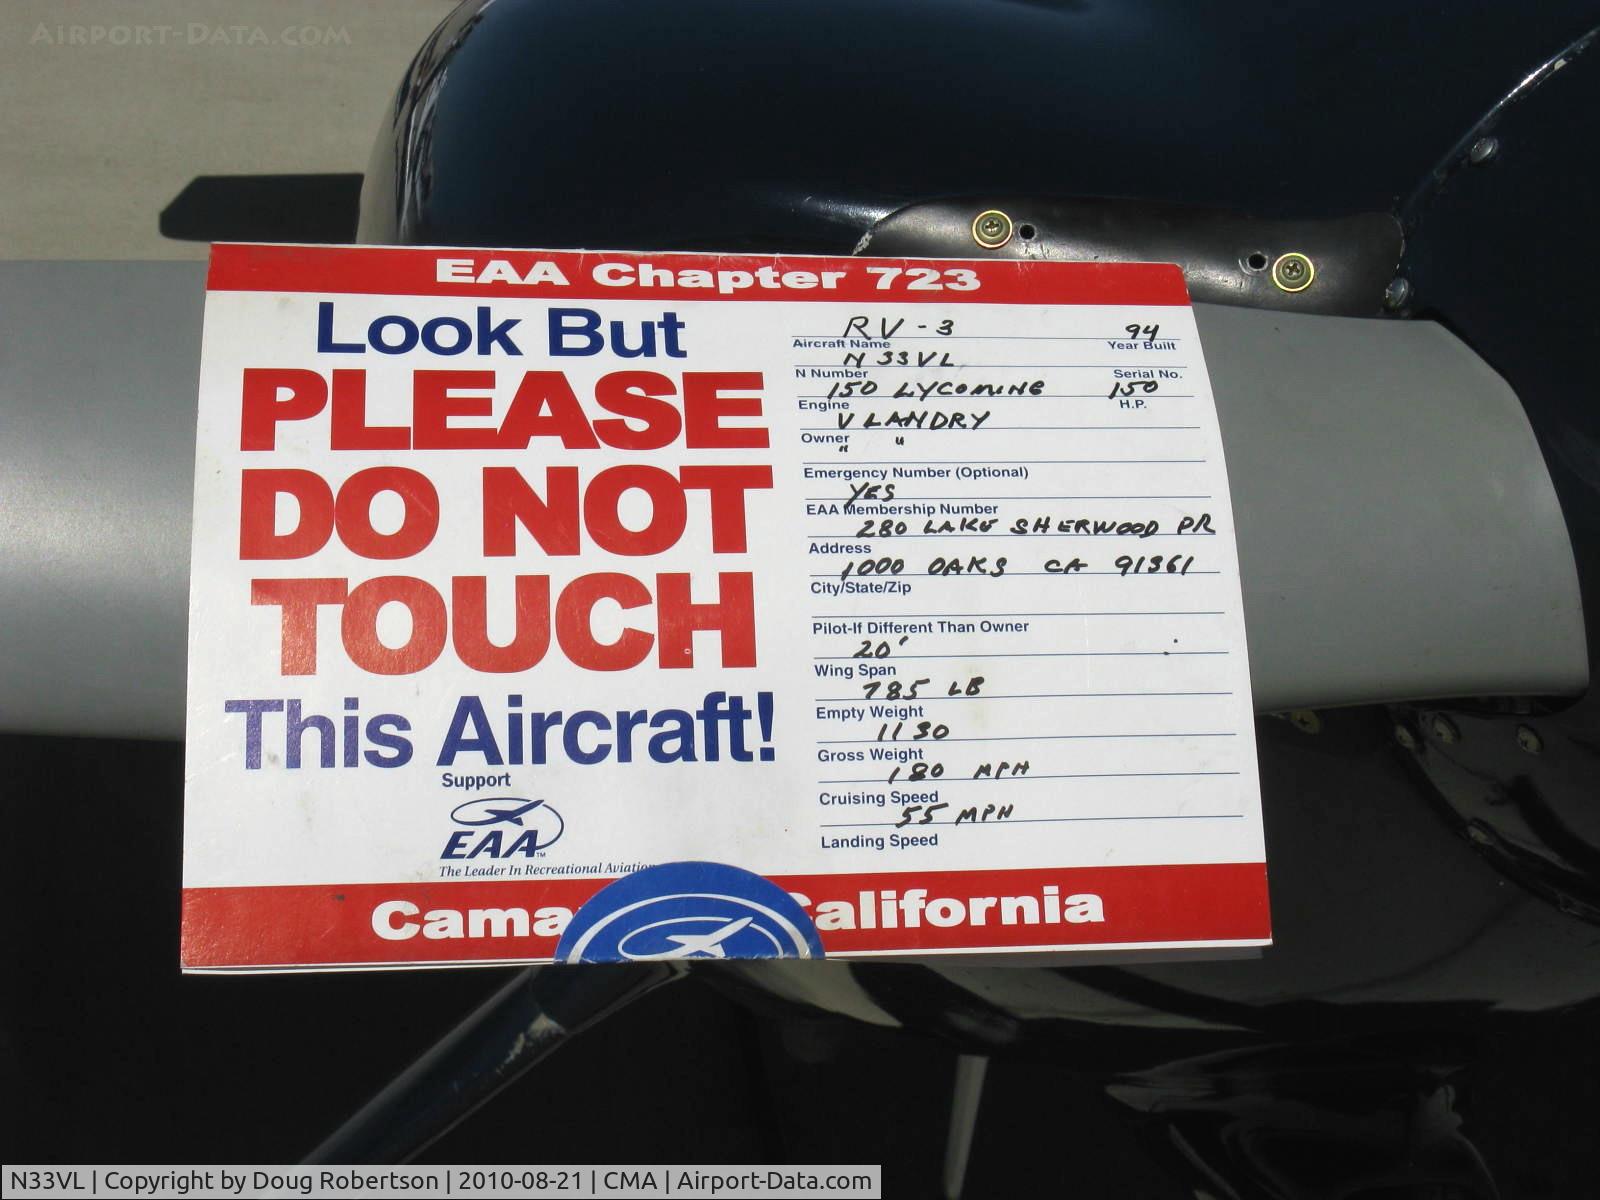 AIRPORT-DATA.COM
EAA Chapter 723
Look But
PLEASE
DO NOT
TOUCH
This Aircraft!
Support
EAA™
The Leader In Recreational Aviation
RV-3 94
Aircraft Name Year Built
N 33VL
N Number Serial No.
150 LYCOMING 150
Engine H.P.
V LANDRY
Owner
" "
Emergency Number (Optional)
YES
EAA Membership Number
280 LAKE SHERWOOD DR
Address
1000 OAKS CA 91361
City/State/Zip
Pilot-If Different Than Owner
20'
Wing Span
785 LB
Empty Weight
1130
Gross Weight
180 MPH
Cruising Speed
55 MPH
Landing Speed
Cama California
N33VL | Copyright by Doug Robertson | 2010-08-21 | CMA | Airport-Data.com